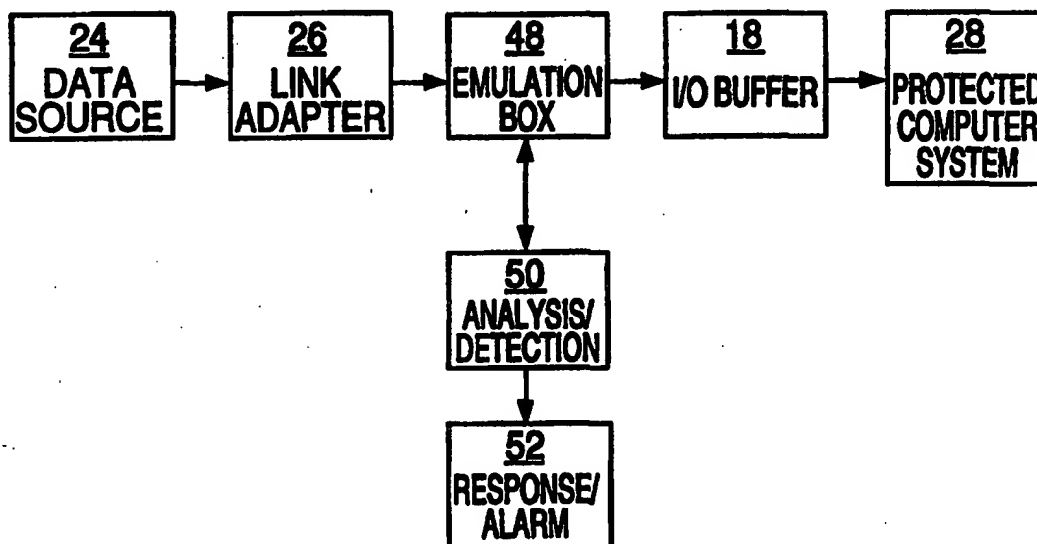 24
DATA
SOURCE
26
LINK
ADAPTER
48
EMULATION
BOX
18
I/O BUFFER
28
PROTECTED
COMPUTER
SYSTEM
50
ANALYSIS/
DETECTION
52
RESPONSE/
ALARM